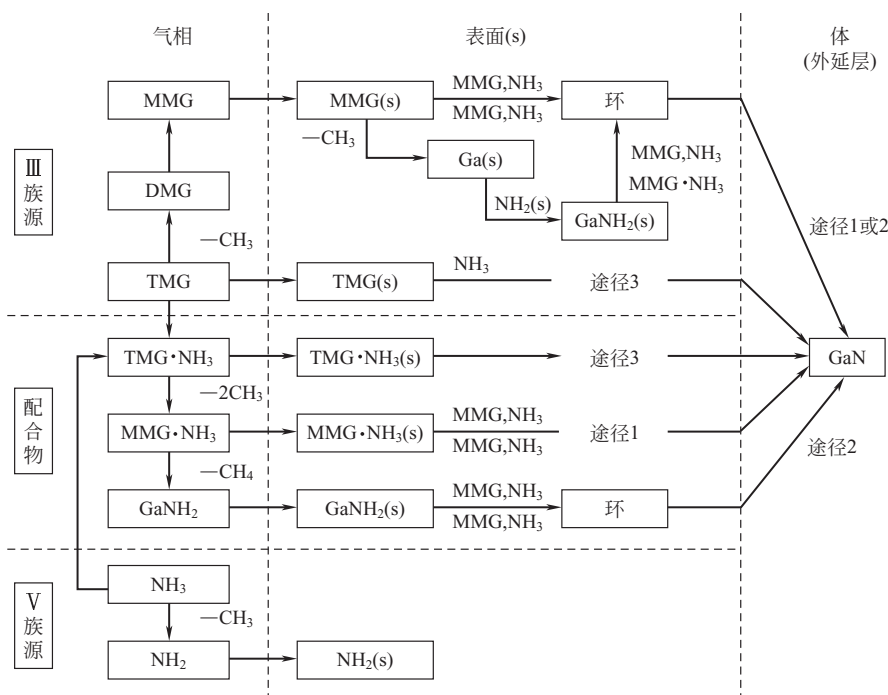 气相
表面(s)
体
(外延层)
MMG
MMG(s)
MMG,NH₃
MMG,NH₃
环
—CH₃
Ga(s)
MMG,NH₃
MMG•NH₃
Ⅲ
族
源
DMG
NH₂(s)
GaNH₂(s)
—CH₃
途径1或2
TMG
TMG(s)
NH₃
途径3
TMG•NH₃
TMG•NH₃(s)
途径3
GaN
—2CH₃
配
合
物
MMG•NH₃
MMG•NH₃(s)
MMG,NH₃
MMG,NH₃
途径1
途径2
—CH₄
GaNH₂
GaNH₂(s)
MMG,NH₃
MMG,NH₃
环
Ⅴ
族
源
NH₃
—CH₃
NH₂
NH₂(s)